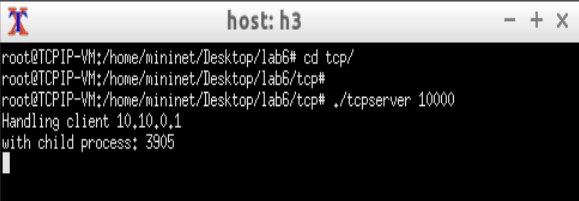 host: h3
root@TCPIP-VM:/home/mininet/Desktop/lab6# cd tcp/
root@TCPIP-VM:/home/mininet/Desktop/lab6/tcp#
root@TCPIP-VM:/home/mininet/Desktop/lab6/tcp# ./tcpserver 10000
Handling client 10.10.0.1
with child process: 3905